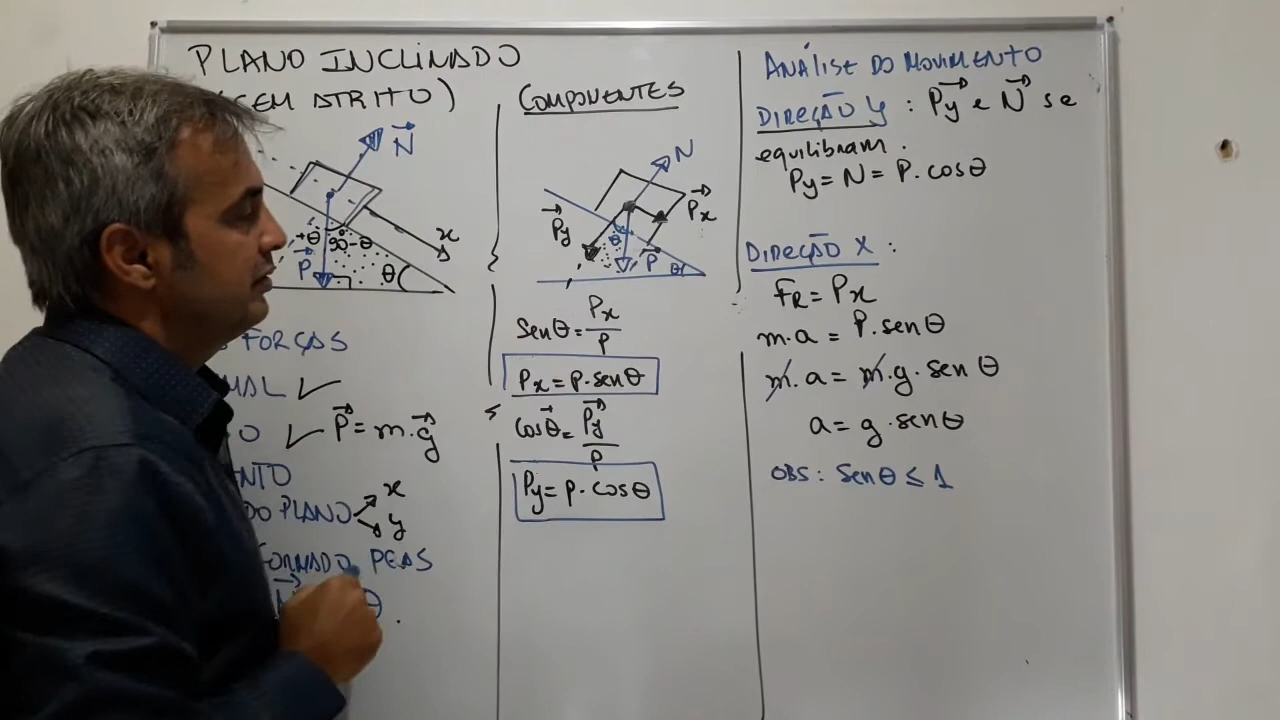 PLANO INCLINADO
(SEM ATRITO)
N
x
θ
90°-θ
θ
P
FORÇAS
P = m.g
DO PLANO
x
y
FORMADO PELAS
N
θ.
COMPONENTES
N
Px
Py
θ
P
θ
Senθ = Px/P
Px = P.senθ
cosθ = Py/P
Py = P.cosθ
ANÁLISE DO MOVIMENTO
DIREÇÃO Y : Py e N se
equilibram.
Py = N = P.cosθ
DIREÇÃO X :
FR = Px
m.a = P.senθ
m.a = m.g.senθ
a = g.senθ
OBS: Senθ ≤ 1